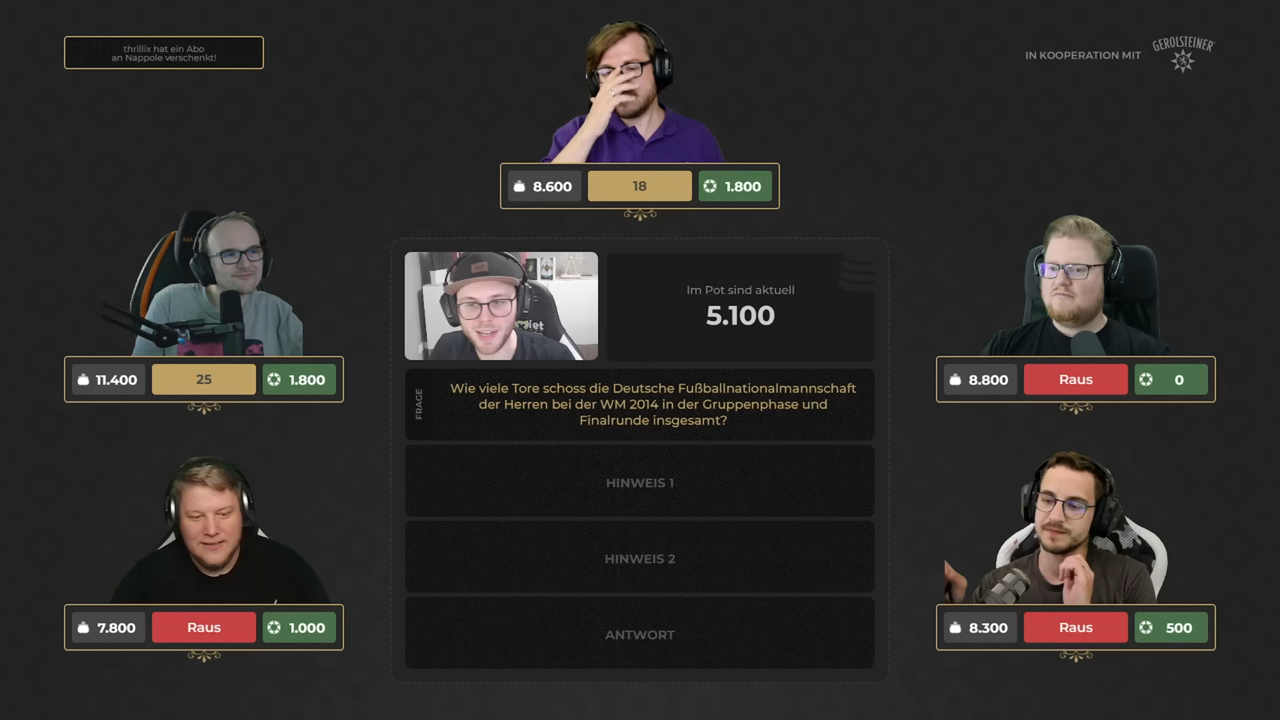 thrillix hat ein Abo
an Nappole verschenkt!
IN KOOPERATION MIT
GEROLSTEINER
8.600
18
1.800
11.400
25
1.800
Im Pot sind aktuell
5.100
8.800
Raus
0
FRAGE
Wie viele Tore schoss die Deutsche Fußballnationalmannschaft
der Herren bei der WM 2014 in der Gruppenphase und
Finalrunde insgesamt?
HINWEIS 1
HINWEIS 2
ANTWORT
7.800
Raus
1.000
8.300
Raus
500